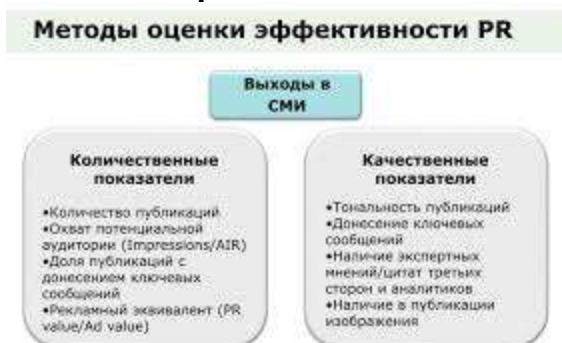 Методы оценки эффективности PR
Выходы в
СМИ
Количественные
показатели
•Количество публикаций
•Охват потенциальной
аудитории (Impressions/AIR)
•Доля публикаций с
донесением ключевых
сообщений
•Рекламный эквивалент (PR
value/Ad value)
Качественные
показатели
•Тональность публикаций
•Донесение ключевых
сообщений
•Наличие экспертных
мнений/цитат третьих
сторон и аналитиков
•Наличие в публикации
изображения